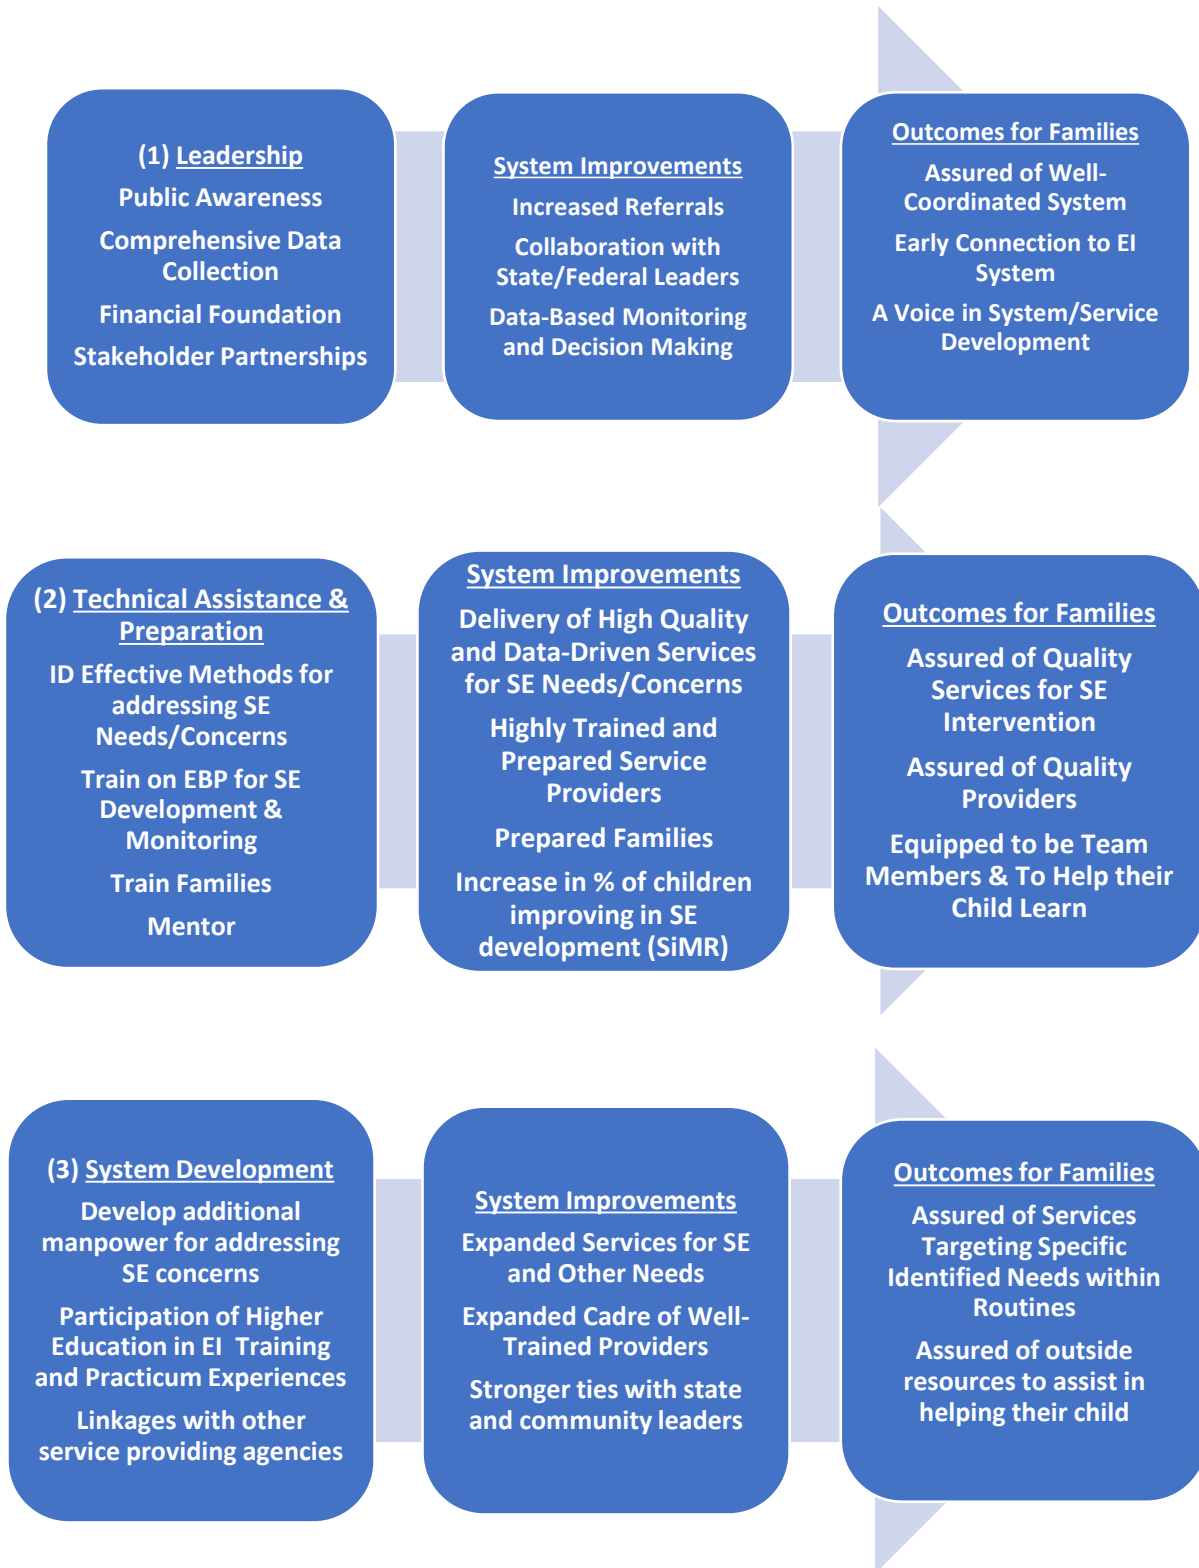 (1) Leadership
Public Awareness
Comprehensive Data
Collection
Financial Foundation
Stakeholder Partnerships
System Improvements
Increased Referrals
Collaboration with
State/Federal Leaders
Data-Based Monitoring
and Decision Making
Outcomes for Families
Assured of Well-
Coordinated System
Early Connection to EI
System
A Voice in System/Service
Development
(2) Technical Assistance &
Preparation
ID Effective Methods for
addressing SE
Needs/Concerns
Train on EBP for SE
Development &
Monitoring
Train Families
Mentor
System Improvements
Delivery of High Quality
and Data-Driven Services
for SE Needs/Concerns
Highly Trained and
Prepared Service
Providers
Prepared Families
Increase in % of children
improving in SE
development (SiMR)
Outcomes for Families
Assured of Quality
Services for SE
Intervention
Assured of Quality
Providers
Equipped to be Team
Members & To Help their
Child Learn
(3) System Development
Develop additional
manpower for addressing
SE concerns
Participation of Higher
Education in EI  Training
and Practicum Experiences
Linkages with other
service providing agencies
System Improvements
Expanded Services for SE
and Other Needs
Expanded Cadre of Well-
Trained Providers
Stronger ties with state
and community leaders
Outcomes for Families
Assured of Services
Targeting Specific
Identified Needs within
Routines
Assured of outside
resources to assist in
helping their child